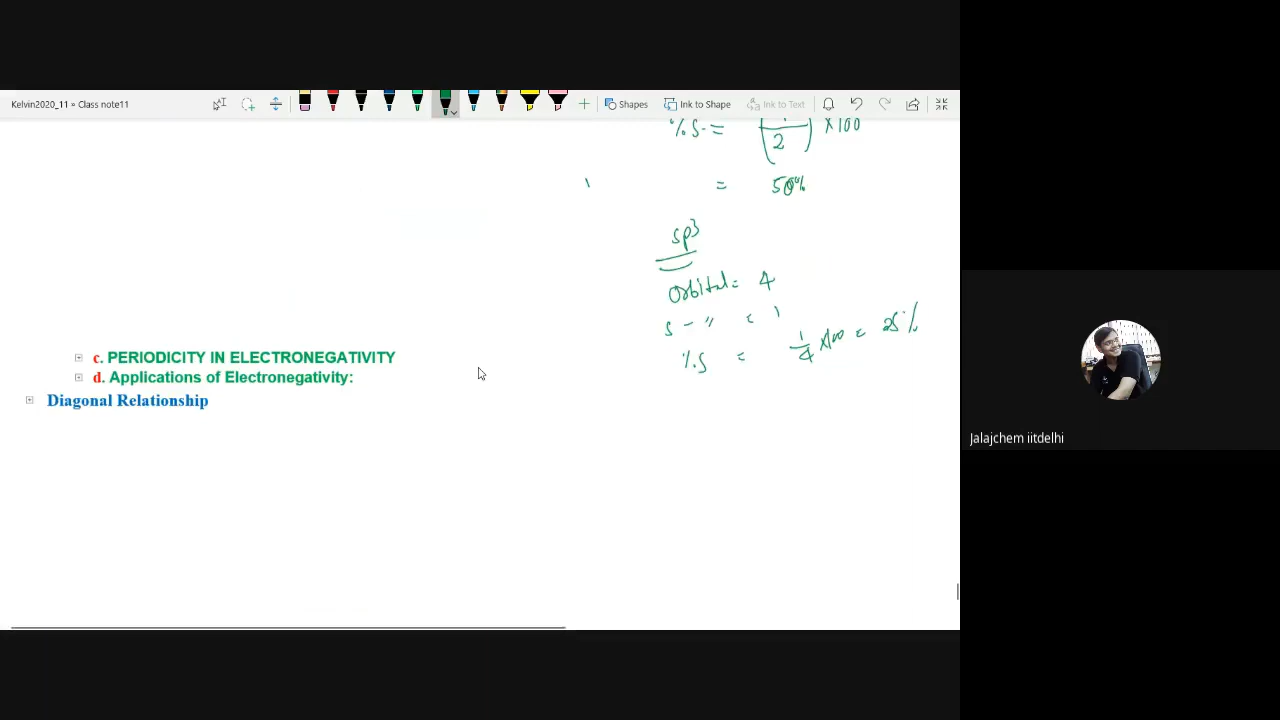 Kelvin2020_11 » Class note11
Shapes
Ink to Shape
Ink to Text
%S = (1/2) ×100
= 50%
sp3
Orbital = 4
s - " = 1
%S = 1/4 ×100 = 25%
c. PERIODICITY IN ELECTRONEGATIVITY
d. Applications of Electronegativity:
Diagonal Relationship
Jalajchem iitdelhi